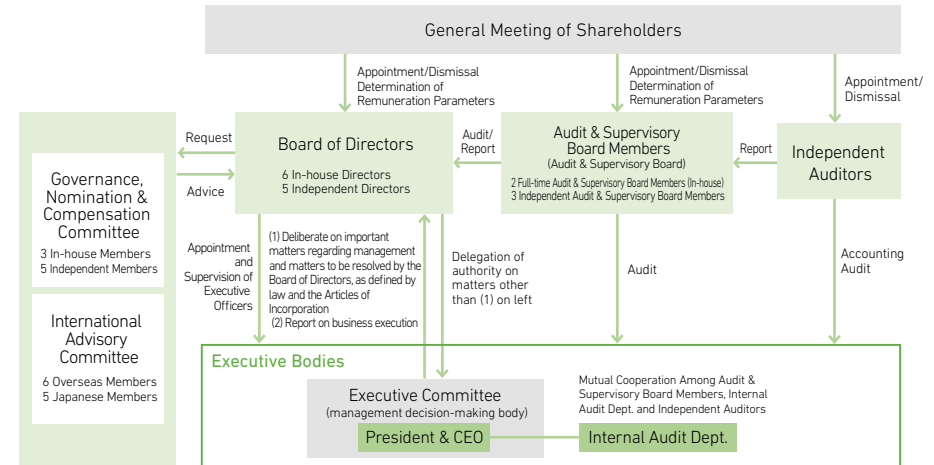 General Meeting of Shareholders
Appointment/Dismissal
Determination of
Remuneration Parameters
Appointment/Dismissal
Determination of
Remuneration Parameters
Appointment/
Dismissal
Request
Advice
Board of Directors
6 In-house Directors
5 Independent Directors
Audit/
Report
Audit & Supervisory
Board Members
(Audit & Supervisory Board)
2 Full-time Audit & Supervisory Board Members (In-house)
3 Independent Audit & Supervisory Board Members
Report
Independent
Auditors
Governance,
Nomination &
Compensation
Committee
3 In-house Members
5 Independent Members
International
Advisory
Committee
6 Overseas Members
5 Japanese Members
Appointment
and
Supervision of
Executive
Officers
(1) Deliberate on important
matters regarding management
and matters to be resolved by the
Board of Directors, as defined by
law and the Articles of
Incorporation
(2) Report on business execution
Delegation of
authority on
matters other
than (1) on left
Audit
Accounting
Audit
Executive Bodies
Executive Committee
(management decision-making body)
President & CEO
Mutual Cooperation Among Audit &
Supervisory Board Members, Internal
Audit Dept. and Independent Auditors
Internal Audit Dept.